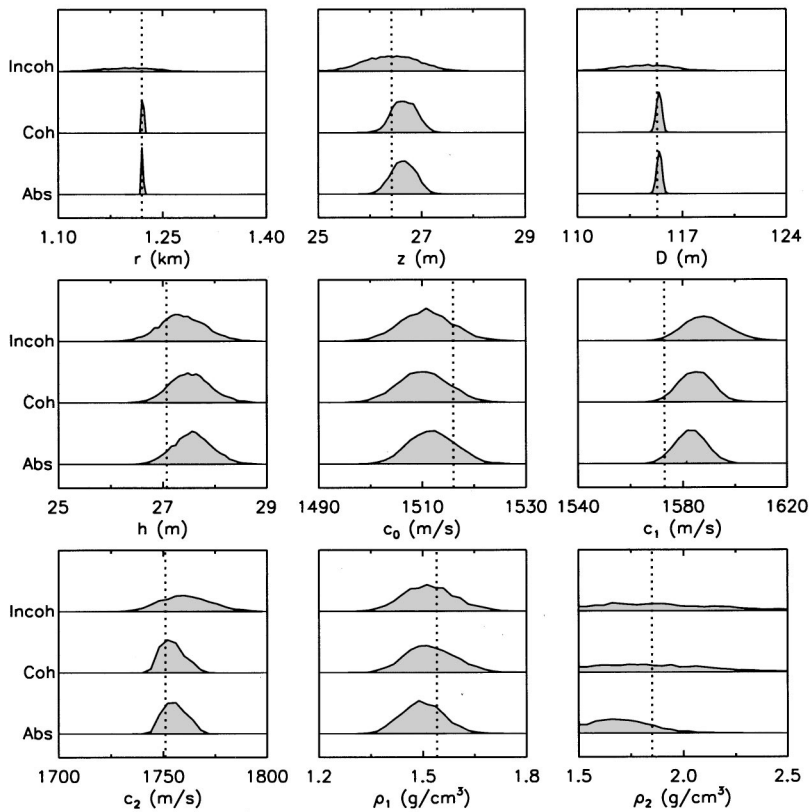 Incoh
Coh
Abs
1.10 1.25 1.40
r (km)
25 27 29
z (m)
110 117 124
D (m)
Incoh
Coh
Abs
25 27 29
h (m)
1490 1510 1530
c₀ (m/s)
1540 1580 1620
c₁ (m/s)
Incoh
Coh
Abs
1700 1750 1800
c₂ (m/s)
1.2 1.5 1.8
ρ₁ (g/cm³)
1.5 2.0 2.5
ρ₂ (g/cm³)